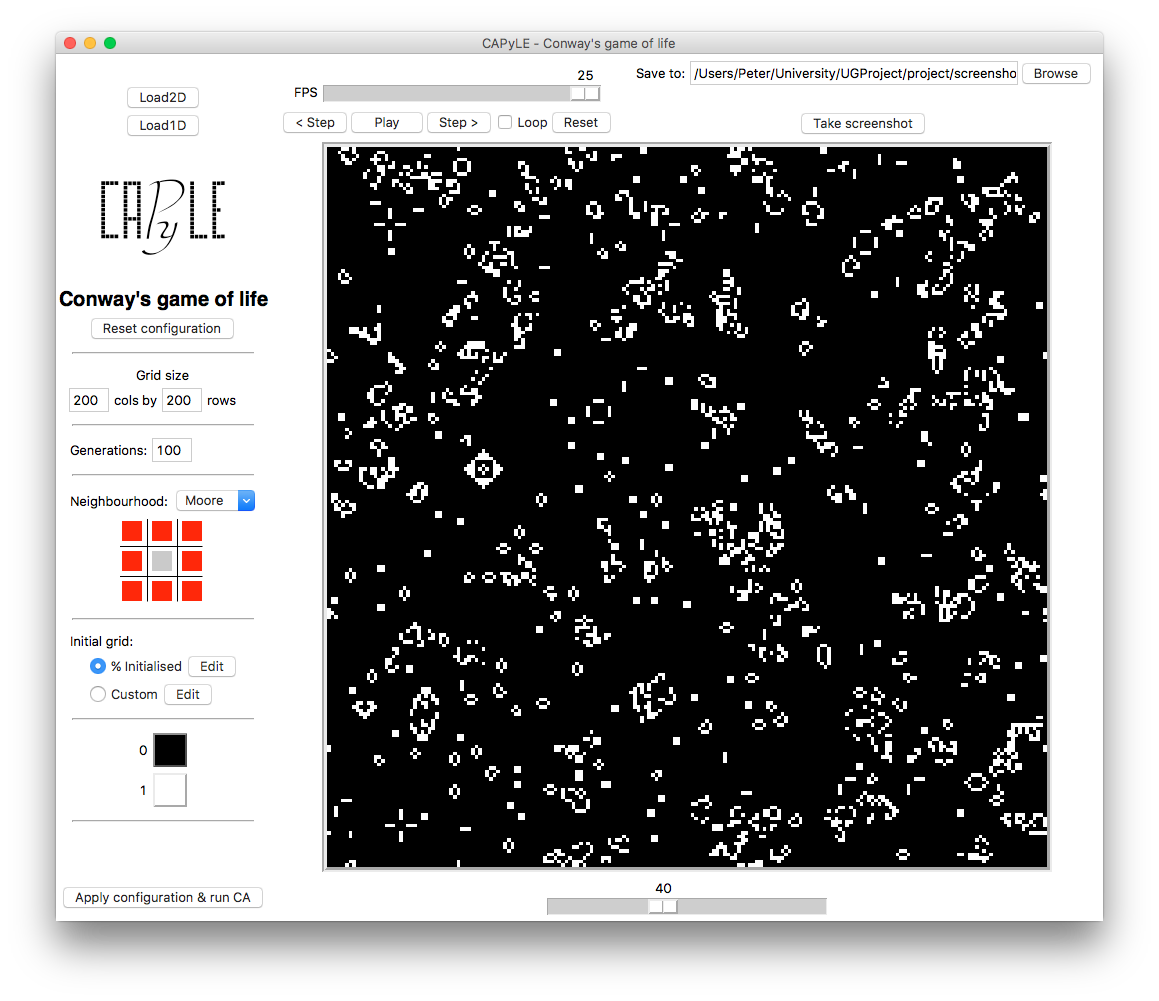 CAPyLE - Conway's game of life
Load2D
Load1D
CAPyLE
Conway's game of life
Reset configuration
Grid size
200 cols by 200 rows
Generations: 100
Neighbourhood: Moore
Initial grid:
% Initialised Edit
Custom Edit
0
1
Apply configuration & run CA
25
FPS
< Step Play Step > Loop Reset
Save to: /Users/Peter/University/UGProject/project/screensho Browse
Take screenshot
40